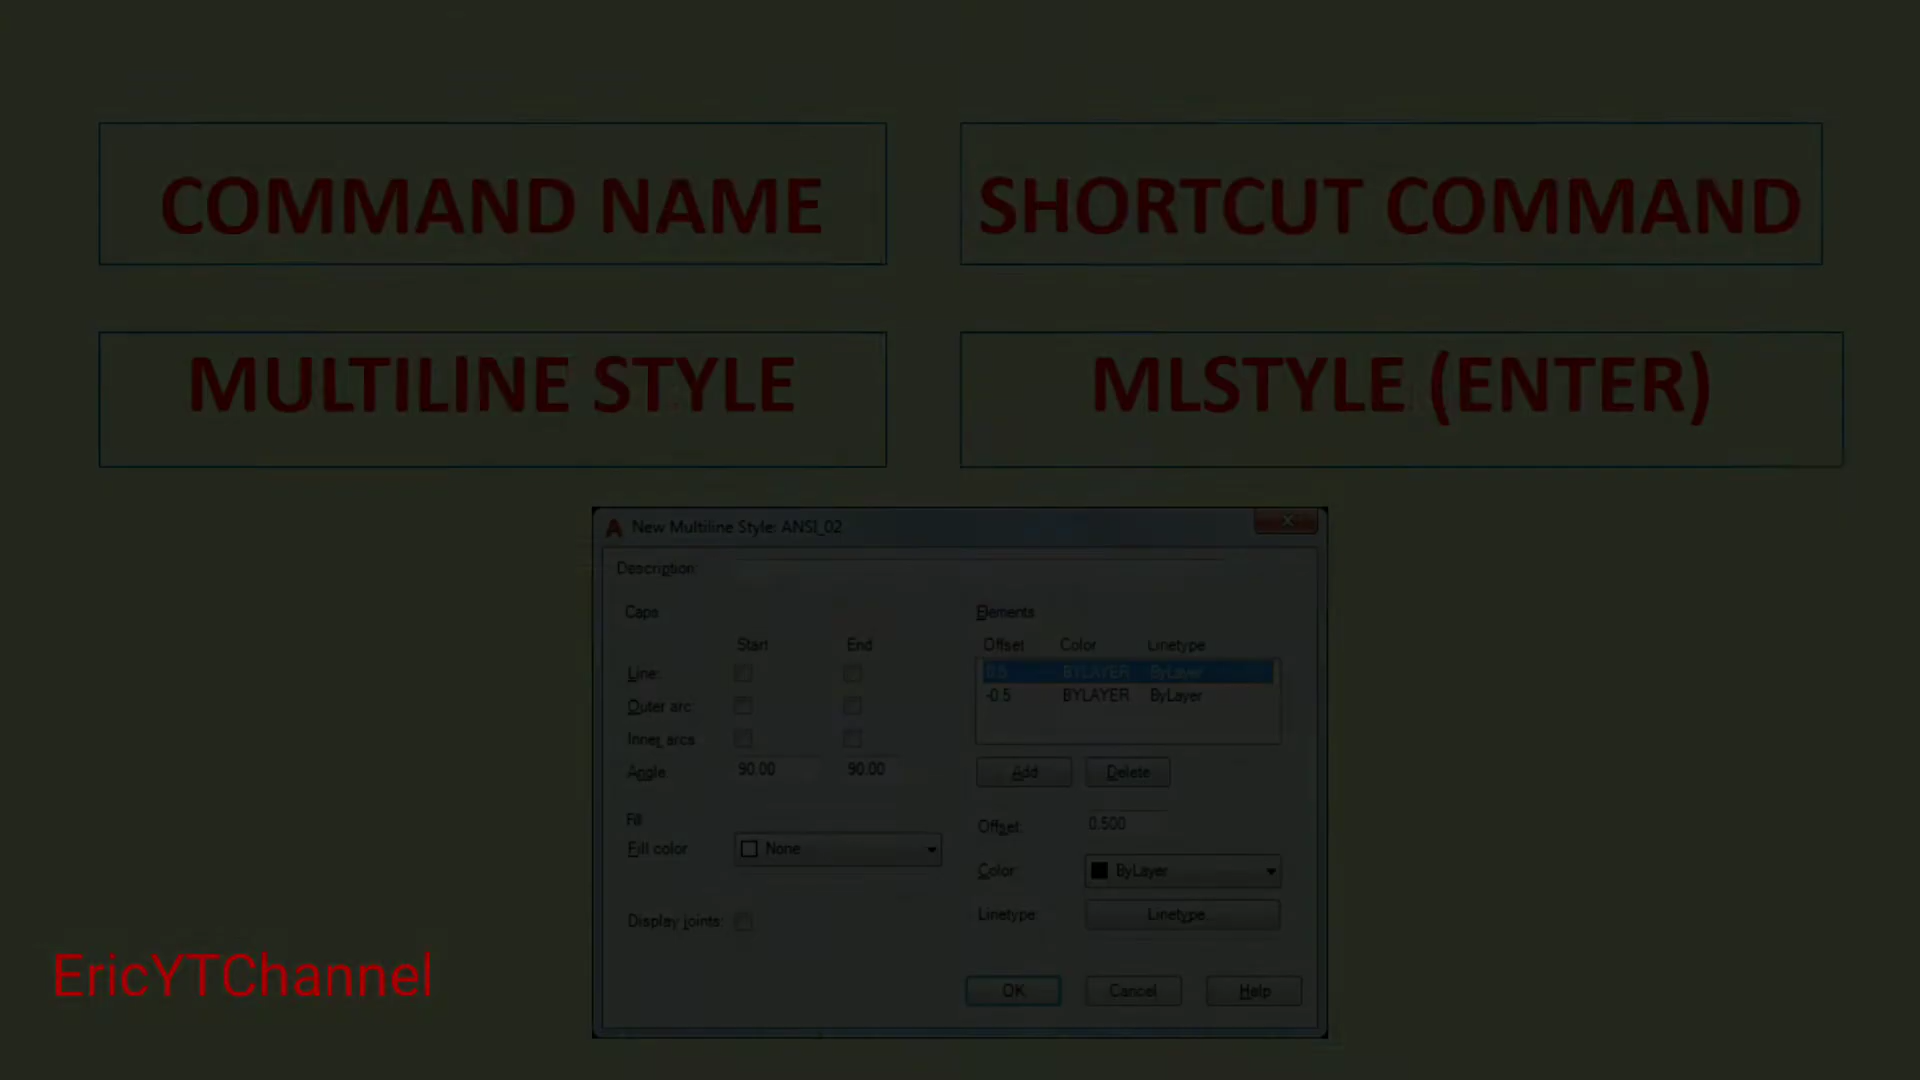 COMMAND NAME
SHORTCUT COMMAND
MULTILINE STYLE
MLSTYLE (ENTER)
New Multiline Style: ANSI_02
Description:
Caps
Start End
Line:
Outer arc:
Inner arcs
Angle: 90.00 90.00
Fill
Fill color None
Display joints:
Elements
Offset Color Linetype
0.5 BYLAYER ByLayer
-0.5 BYLAYER ByLayer
Add Delete
Offset: 0.500
Color: ByLayer
Linetype: Linetype...
OK Cancel Help
EricYTChannel